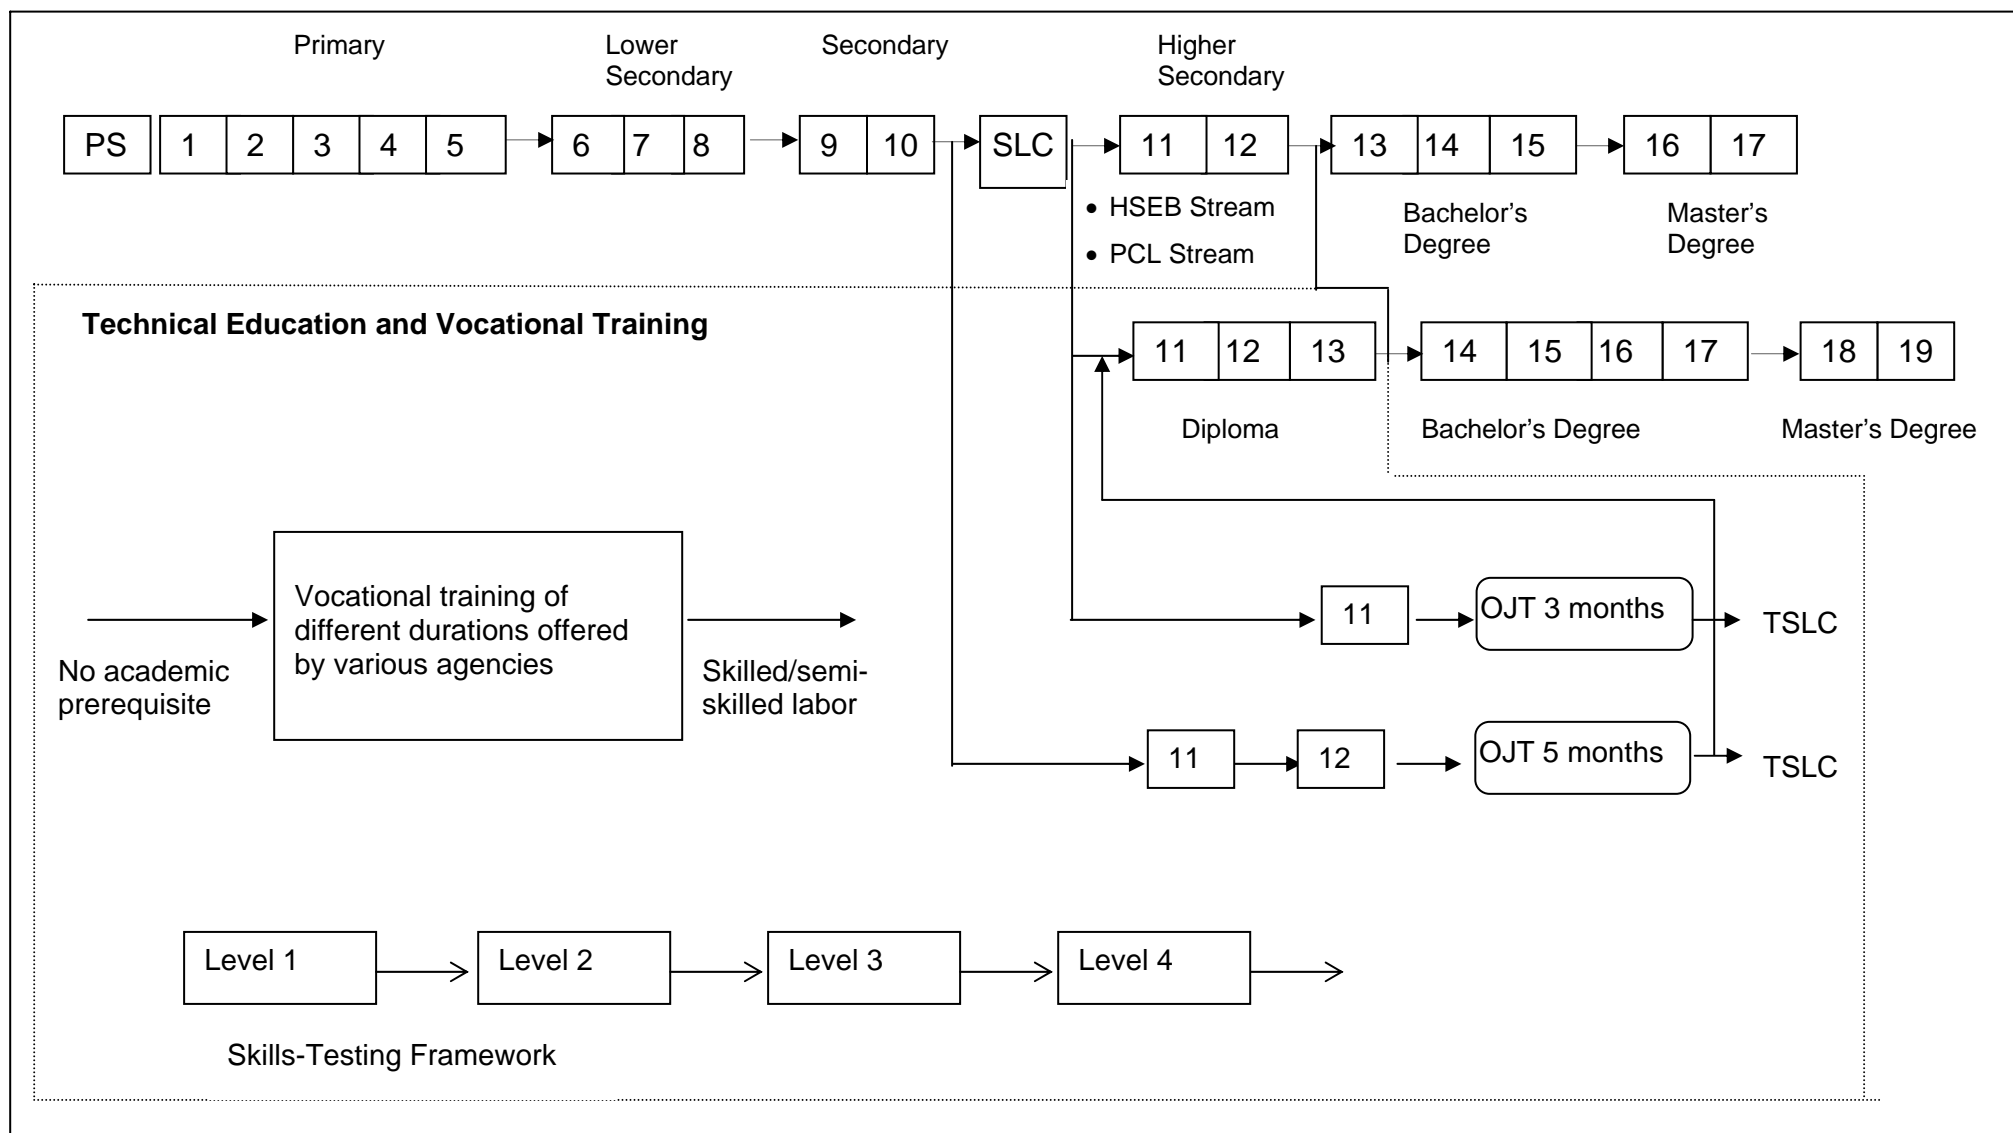 Primary
Lower
Secondary
Secondary
Higher
Secondary
PS 1 2 3 4 5 6 7 8 9 10 SLC 11 12 13 14 15 16 17
• HSEB Stream
• PCL Stream
Bachelor's
Degree
Master's
Degree
Technical Education and Vocational Training
11 12 13 14 15 16 17 18 19
Diploma
Bachelor's Degree
Master's Degree
No academic
prerequisite
Vocational training of
different durations offered
by various agencies
Skilled/semi-
skilled labor
11 OJT 3 months TSLC
11 12 OJT 5 months TSLC
Level 1 Level 2 Level 3 Level 4
Skills-Testing Framework